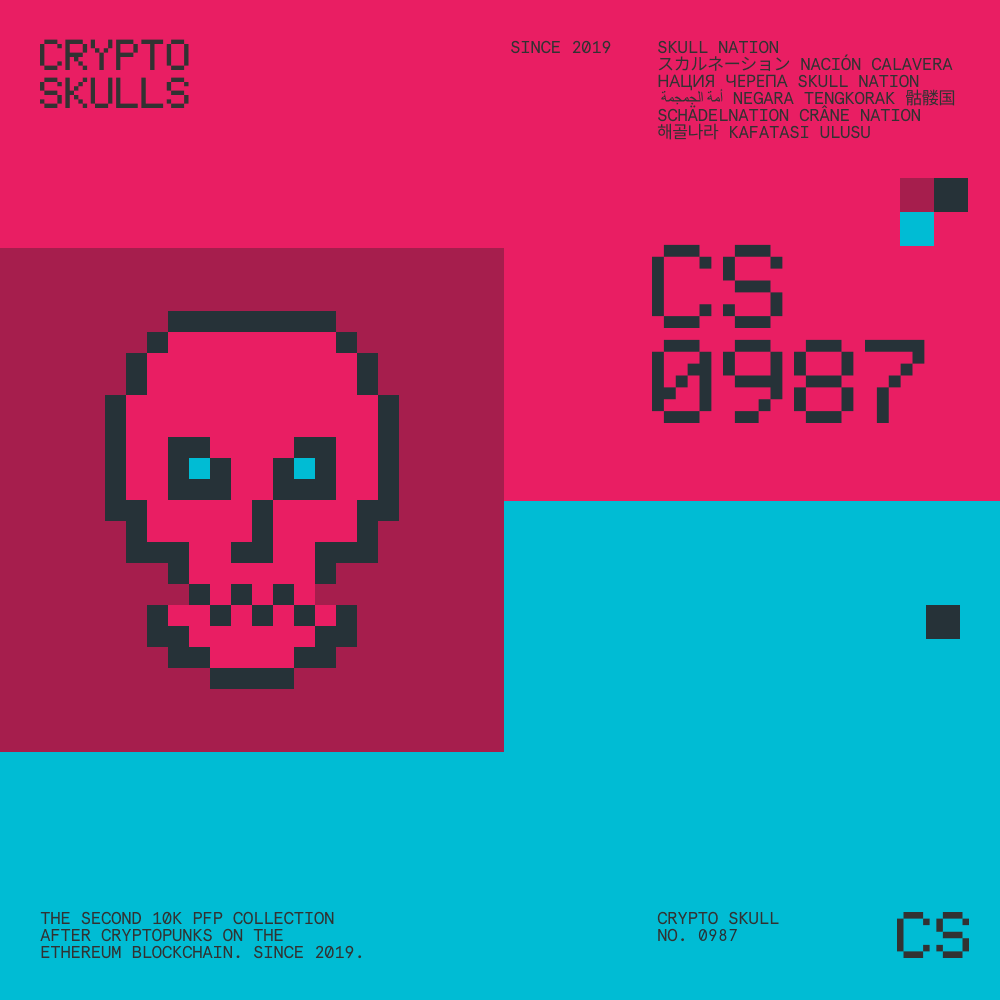 CRYPTO
SKULLS
SINCE 2019
SKULL NATION
スカルネーション NACIÓN CALAVERA
НАЦИЯ ЧЕРЕПА SKULL NATION
أمة الجمجمة NEGARA TENGKORAK 骷髅国
SCHÄDELNATION CRÂNE NATION
해골나라 KAFATASI ULUSU
CS
0987
THE SECOND 10K PFP COLLECTION
AFTER CRYPTOPUNKS ON THE
ETHEREUM BLOCKCHAIN. SINCE 2019.
CRYPTO SKULL
NO. 0987
CS